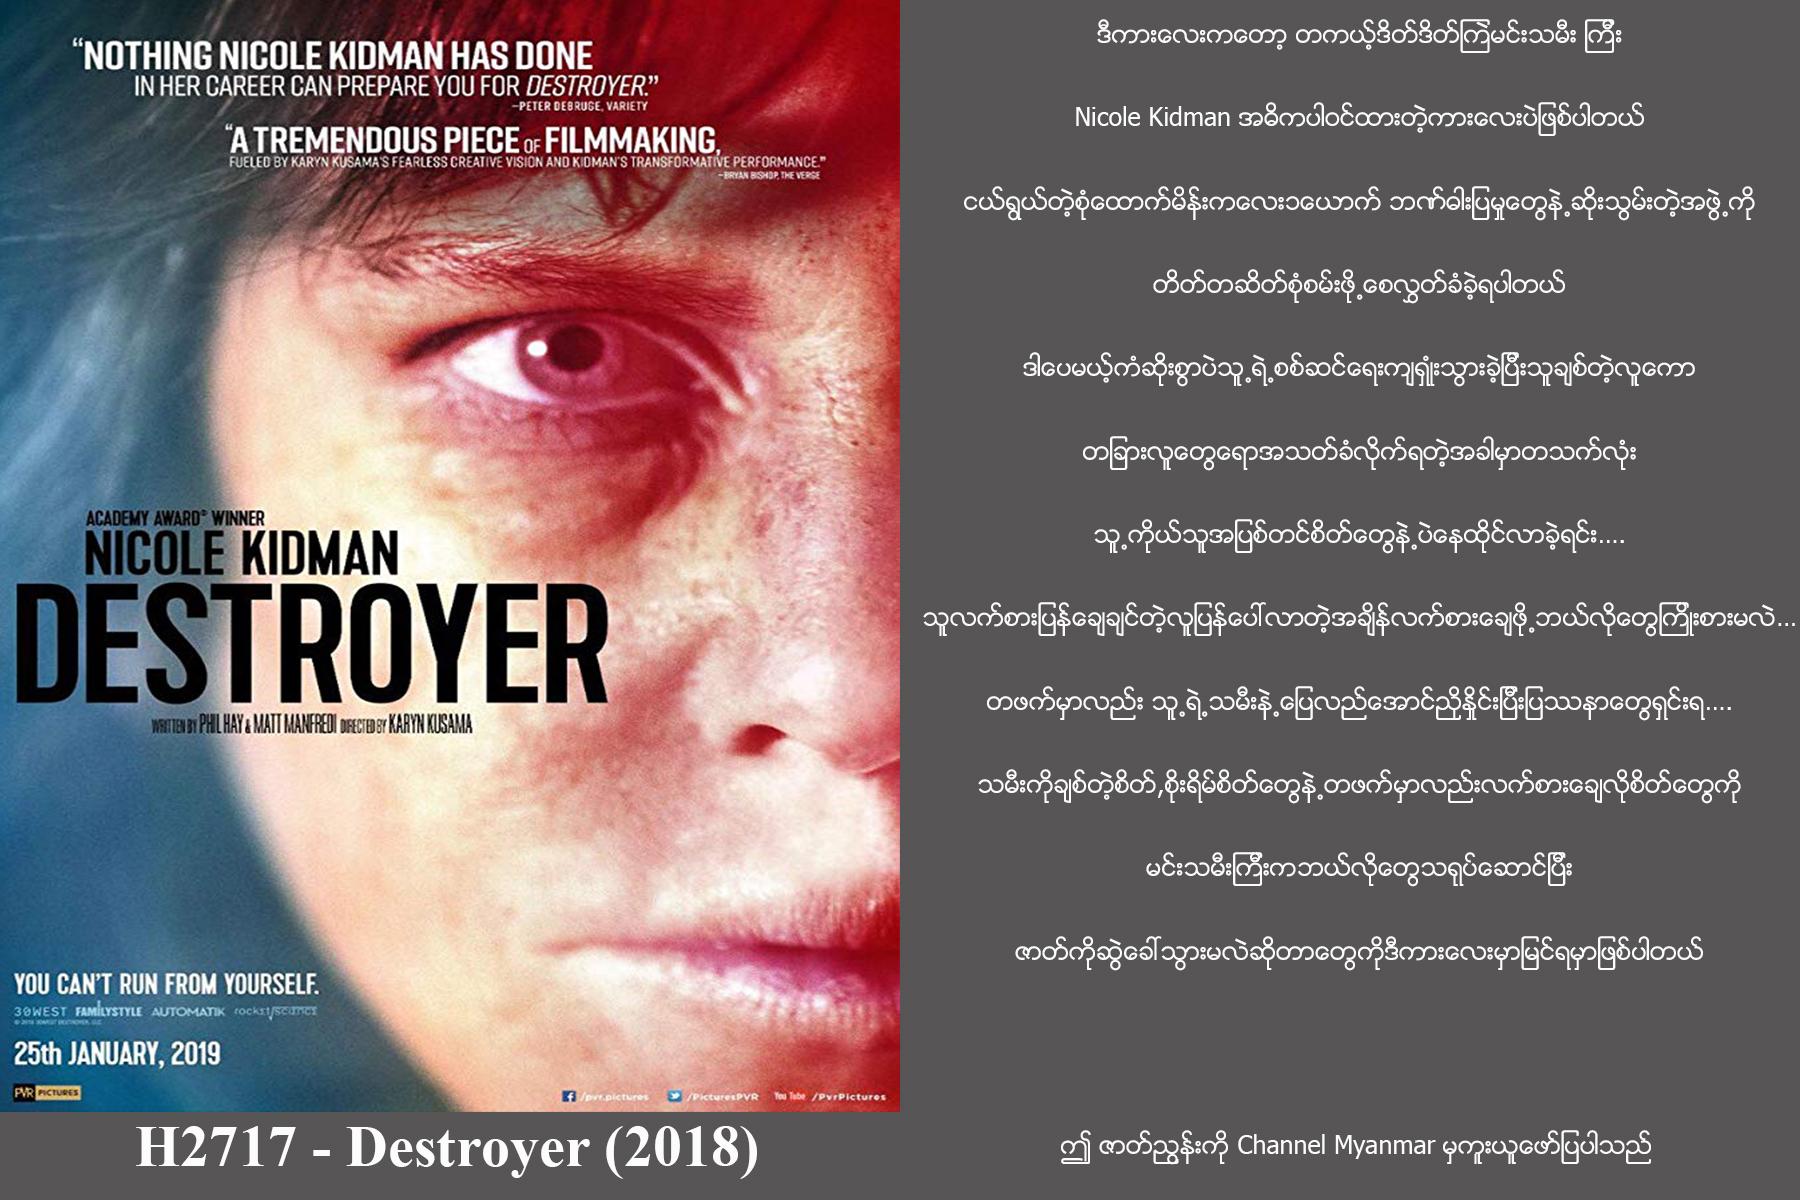 “NOTHING NICOLE KIDMAN HAS DONE
IN HER CAREER CAN PREPARE YOU FOR DESTROYER.”
–PETER DEBRUGE, VARIETY
“A TREMENDOUS PIECE OF FILMMAKING,
FUELED BY KARYN KUSAMA'S FEARLESS CREATIVE VISION AND KIDMAN'S TRANSFORMATIVE PERFORMANCE.”
–BRYAN BISHOP, THE VERGE
ACADEMY AWARD® WINNER
NICOLE KIDMAN
DESTROYER
WRITTEN BY PHIL HAY & MATT MANFREDI DIRECTED BY KARYN KUSAMA
YOU CAN'T RUN FROM YOURSELF.
30WEST FAMILYSTYLE AUTOMATIK rocket/science
© 2018 30WEST DESTROYER, LLC
25th JANUARY, 2019
PVR PICTURES
/pvr.pictures /PicturesPVR You Tube /PvrPictures
H2717 - Destroyer (2018)
ဒီကားလေးကတော့ တကယ့်ဒိတ်ဒိတ်ကြဲမင်းသမီး ကြီး
Nicole Kidman အဓိကပါဝင်ထားတဲ့ကားလေးပဲဖြစ်ပါတယ်
ငယ်ရွယ်တဲ့စုံထောက်မိန်းကလေး၁ယောက် ဘဏ်ဓါးပြမှုတွေနဲ့ဆိုးသွမ်းတဲ့အဖွဲ့ကို
တိတ်တဆိတ်စုံစမ်းဖို့စေလွှတ်ခံခဲ့ရပါတယ်
ဒါပေမယ့်ကံဆိုးစွာပဲသူ့ရဲ့စစ်ဆင်ရေးကျရှုံးသွားခဲ့ပြီးသူချစ်တဲ့လူကော
တခြားလူတွေရောအသတ်ခံလိုက်ရတဲ့အခါမှာတသက်လုံး
သူ့ကိုယ်သူအပြစ်တင်စိတ်တွေနဲ့ပဲနေထိုင်လာခဲ့ရင်း....
သူလက်စားပြန်ချေချင်တဲ့လူပြန်ပေါ်လာတဲ့အချိန်လက်စားချေဖို့ဘယ်လိုတွေကြိုးစားမလဲ...
တဖက်မှာလည်း သူ့ရဲ့သမီးနဲ့ပြေလည်အောင်ညှိနှိုင်းပြီးပြဿနာတွေရှင်းရ....
သမီးကိုချစ်တဲ့စိတ်,စိုးရိမ်စိတ်တွေနဲ့တဖက်မှာလည်းလက်စားချေလိုစိတ်တွေကို
မင်းသမီးကြီးကဘယ်လိုတွေသရုပ်ဆောင်ပြီး
ဇာတ်ကိုဆွဲခေါ်သွားမလဲဆိုတာတွေကိုဒီကားလေးမှာမြင်ရမှာဖြစ်ပါတယ်
ဤ ဇာတ်ညွှန်းကို Channel Myanmar မှကူးယူဖော်ပြပါသည်